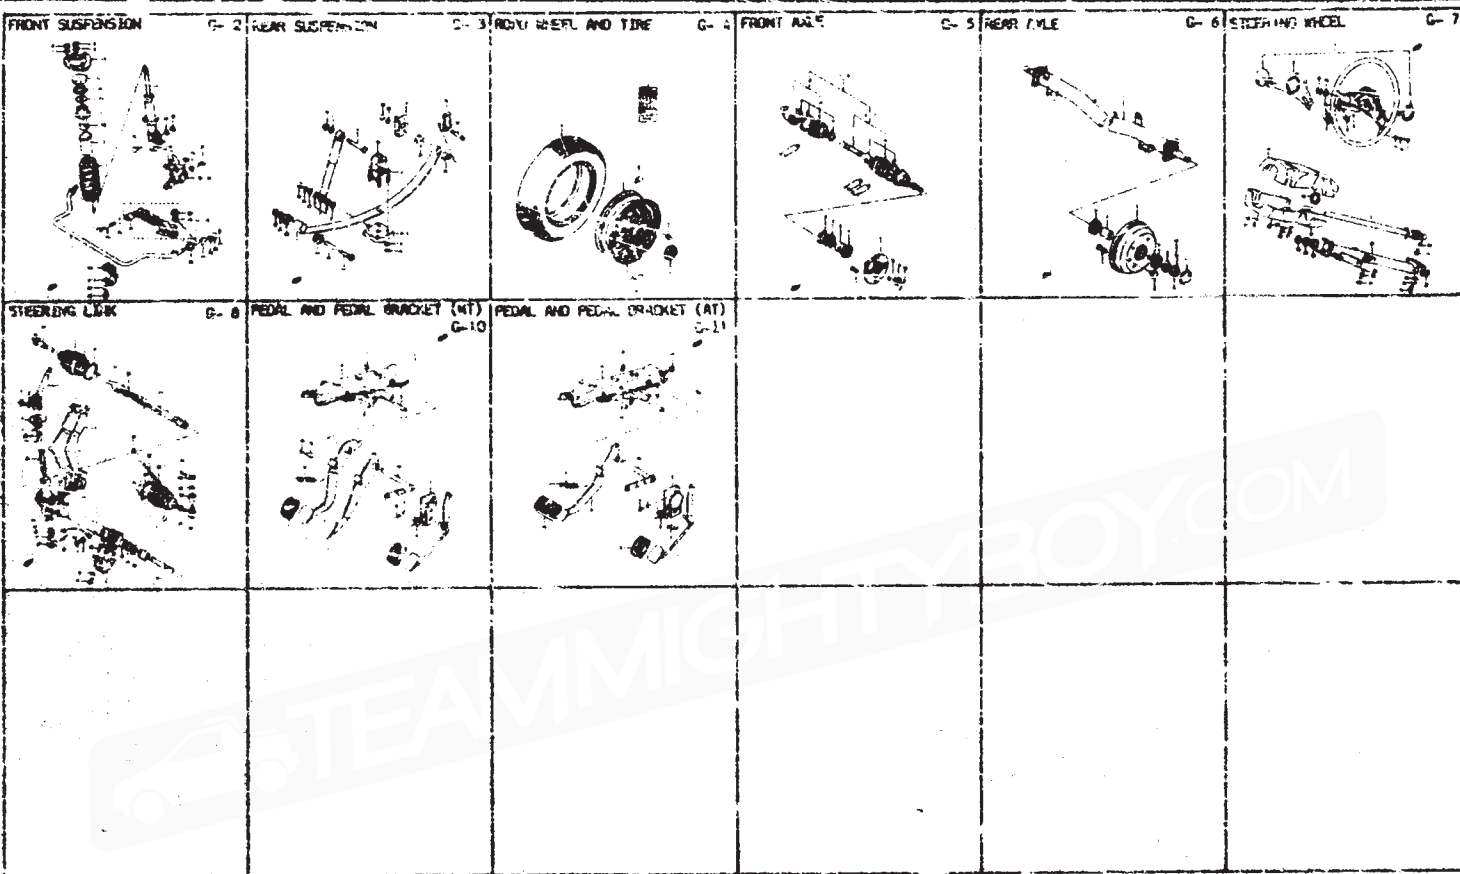 FRONT SUSPENSION G- 2
REAR SUSPENSION G- 3
ROAD WHEEL AND TIRE G- 4
FRONT AXLE G- 5
REAR AXLE G- 6
STEERING WHEEL G- 7
STEERING LINK G- 8
PEDAL AND PEDAL BRACKET (MT)
G-10
PEDAL AND PEDAL BRACKET (AT)
G-11
TEAMMIGHTYBOY.COM